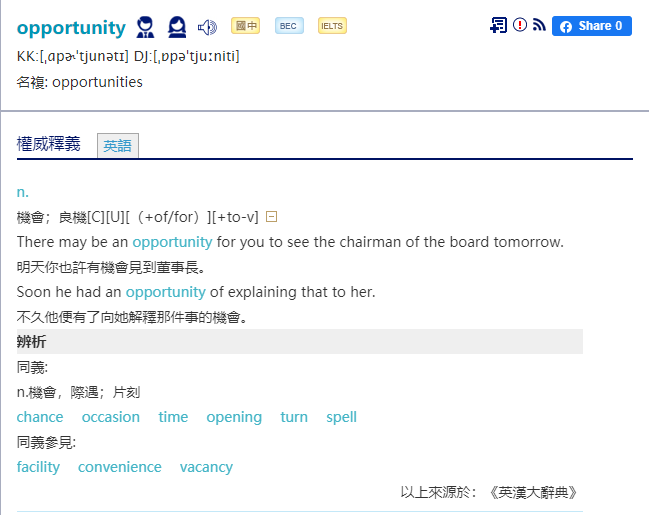 opportunity 國中 BEC IELTS Share 0
KK:[ˌɑpɚˈtjunətɪ] DJ:[ˌɒpəˈtjuːniti]
名複: opportunities
權威釋義 英語
n.
機會；良機[C][U][（+of/for）][+to-v]
There may be an opportunity for you to see the chairman of the board tomorrow.
明天你也許有機會見到董事長。
Soon he had an opportunity of explaining that to her.
不久他便有了向她解釋那件事的機會。
辨析
同義:
n.機會，際遇；片刻
chance occasion time opening turn spell
同義參見:
facility convenience vacancy
以上來源於：《英漢大辭典》